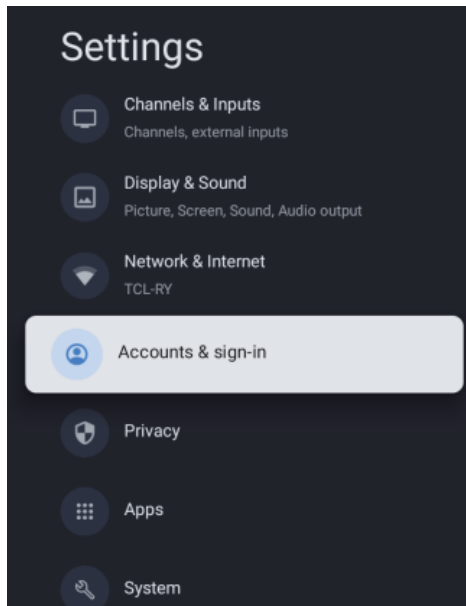 Settings
Channels & Inputs
Channels, external inputs
Display & Sound
Picture, Screen, Sound, Audio output
Network & Internet
TCL-RY
Accounts & sign-in
Privacy
Apps
System